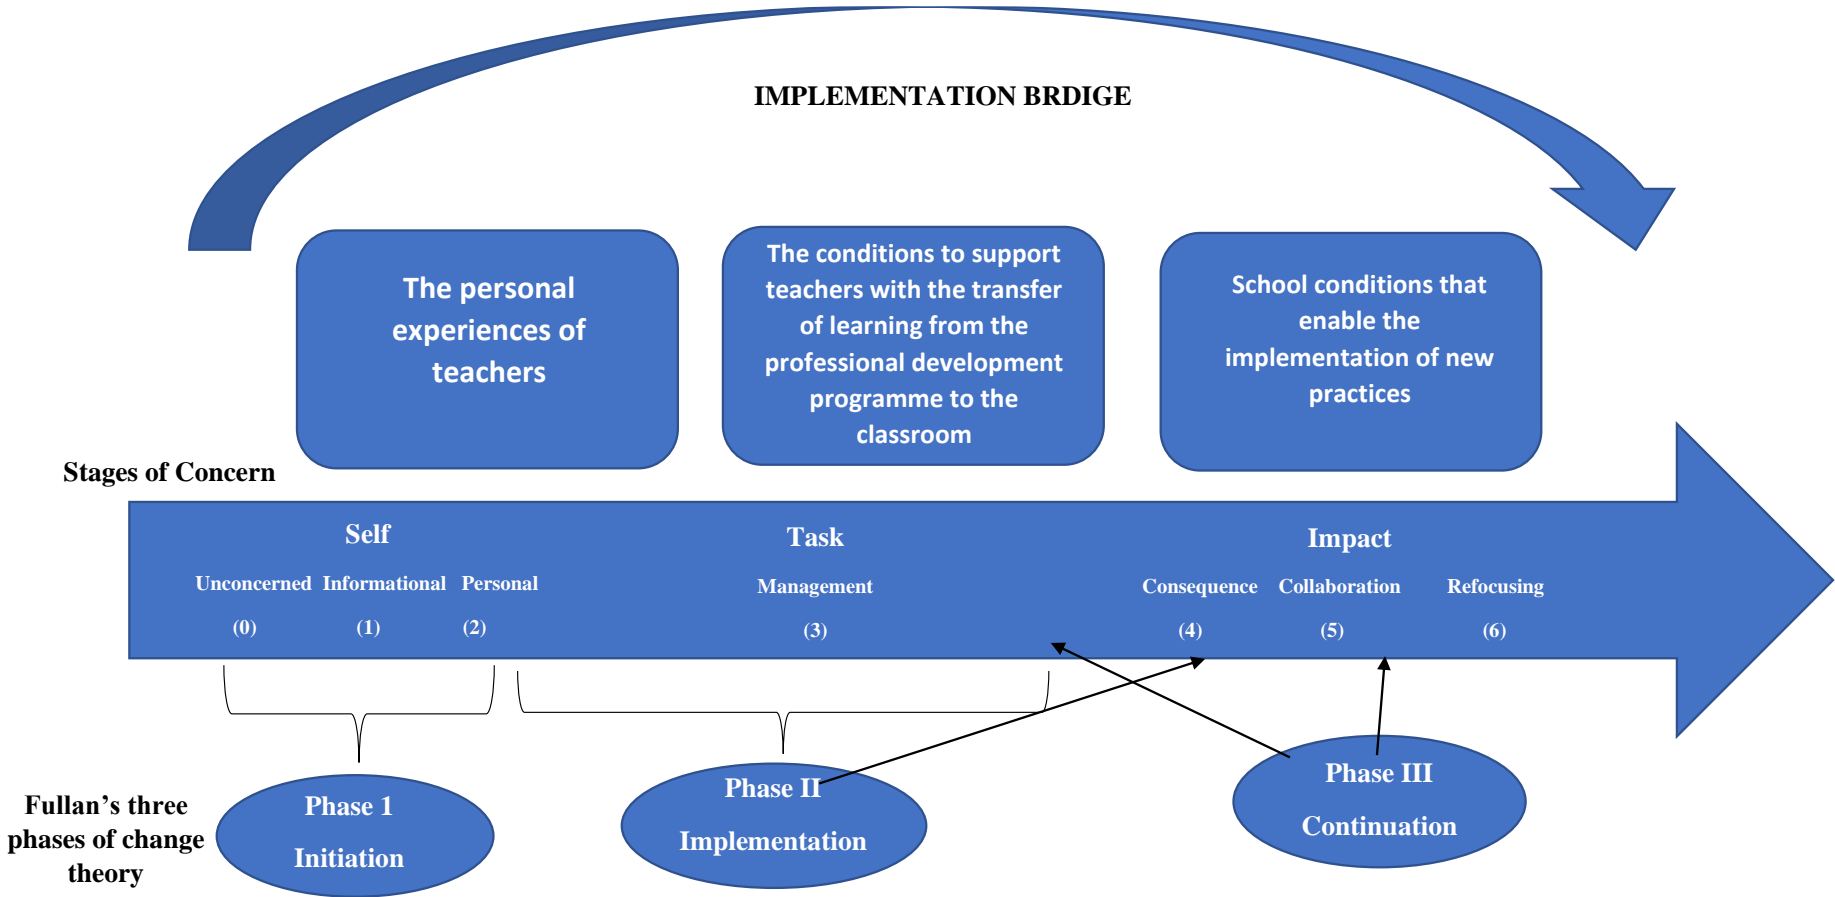 IMPLEMENTATION BRDIGE
The personal
experiences of
teachers
The conditions to support
teachers with the transfer
of learning from the
professional development
programme to the
classroom
School conditions that
enable the
implementation of new
practices
Stages of Concern
Self
Task
Impact
Unconcerned Informational Personal
Management
Consequence Collaboration Refocusing
(0) (1) (2)
(3)
(4) (5) (6)
Fullan’s three
phases of change
theory
Phase 1
Initiation
Phase II
Implementation
Phase III
Continuation